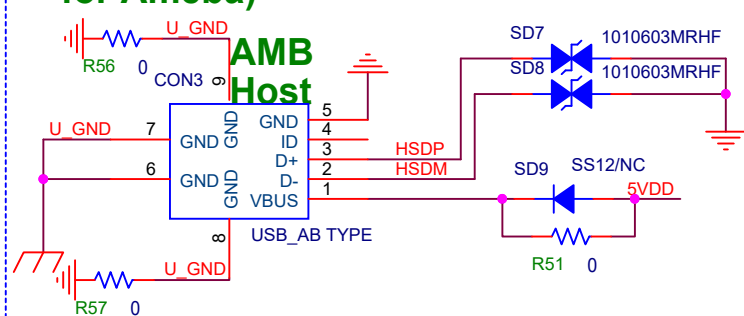 for Ameba)
U_GND
R56 0
CON3
AMB
Host
9
SD7
1010603MRHF
SD8
1010603MRHF
U_GND
7
6
GND GND
GND GND
GND 5
ID 4
D+ 3
D- 2
VBUS 1
HSDP
HSDM
SD9 SS12/NC
5VDD
R51 0
8
USB_AB TYPE
U_GND
R57 0